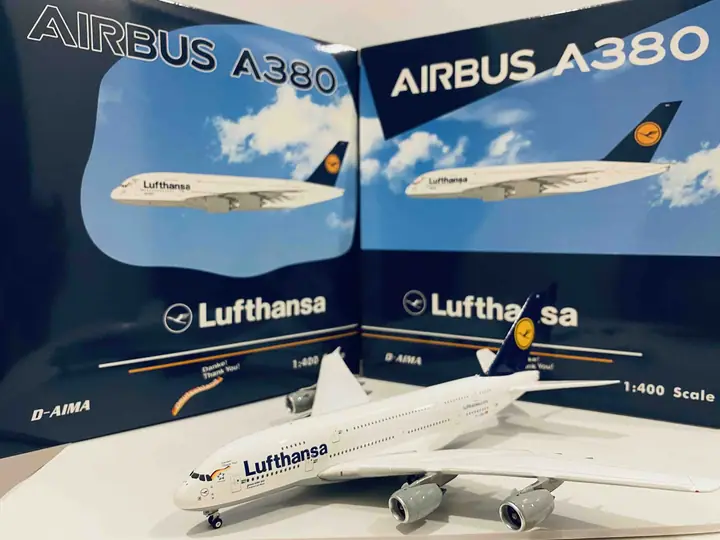 AIRBUS A380
Lufthansa
Lufthansa
Danke!
Thank You!
1:400
D-AIMA
AIRBUS A380
Lufthansa
Lufthansa
D-AIMA
1:400 Scale
Lufthansa